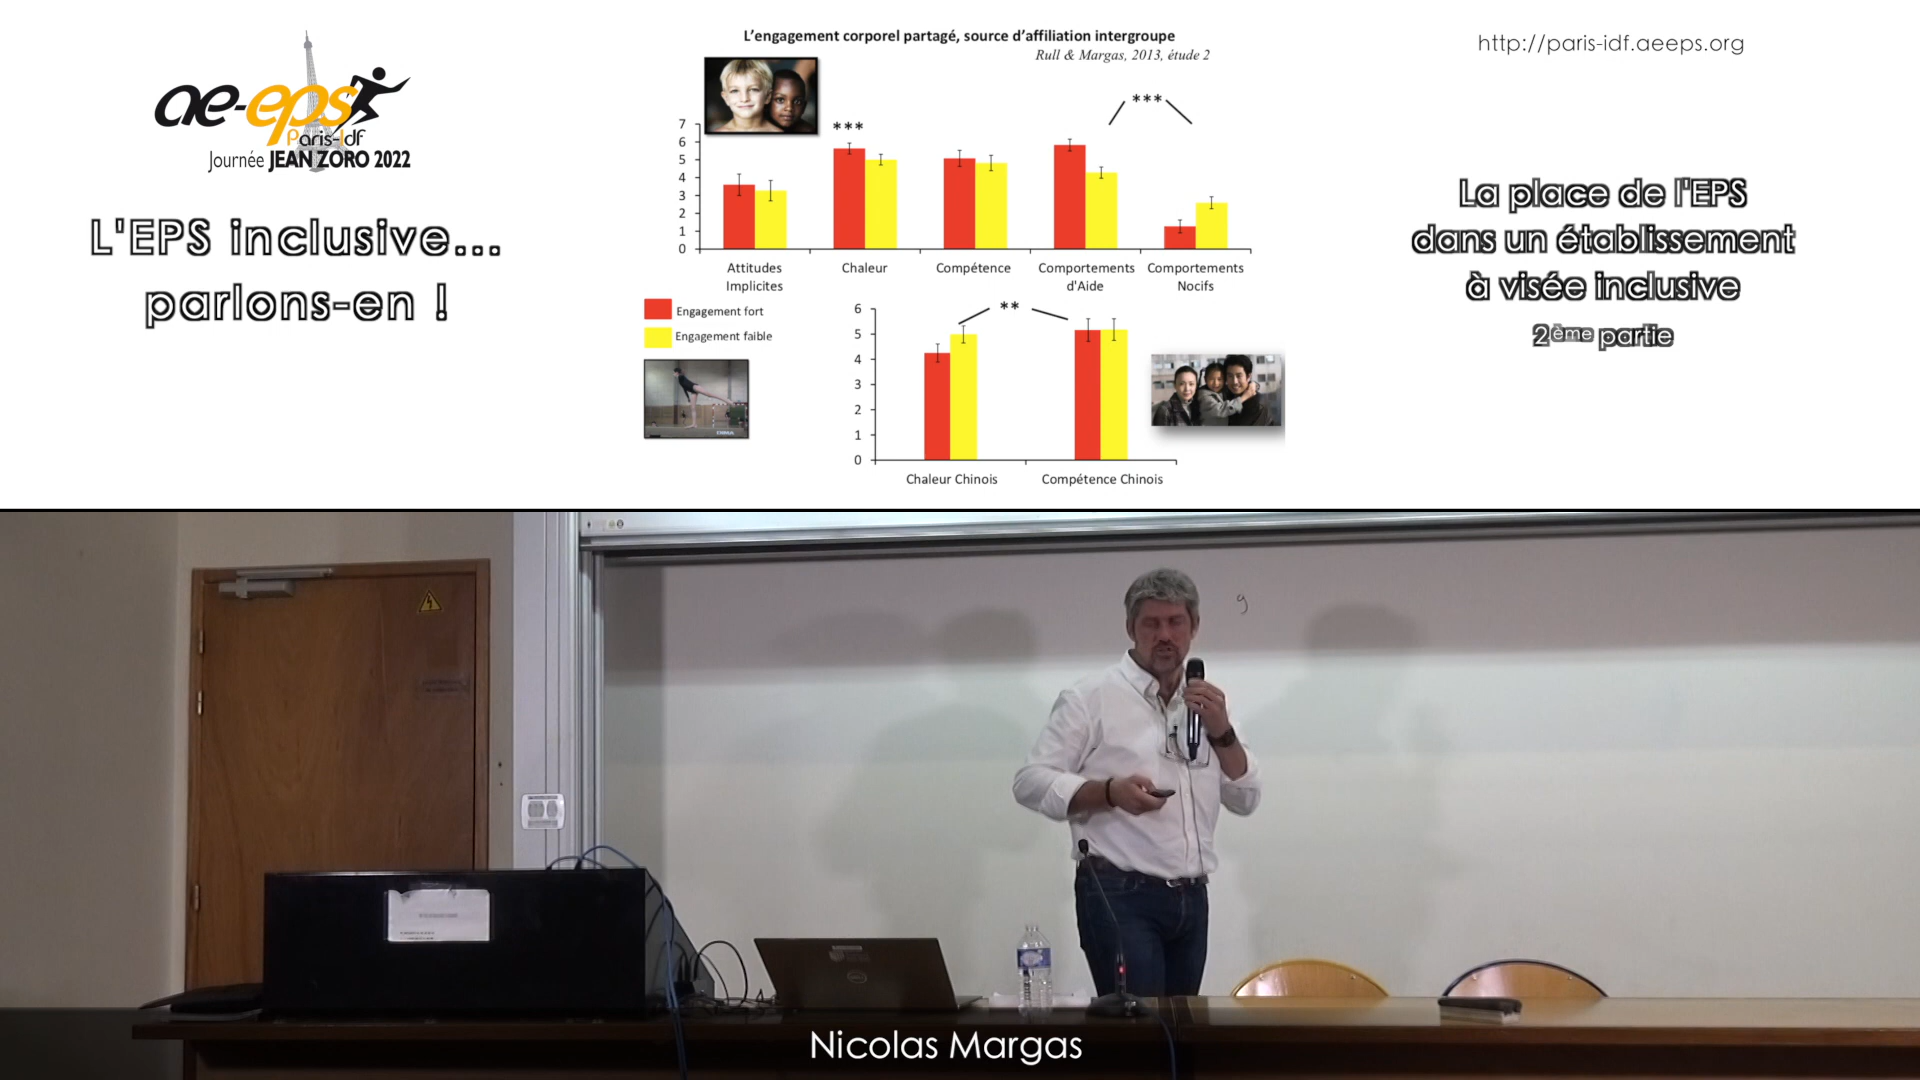 ae-eps
Paris-Idf
Journée JEAN ZORO 2022
L'EPS inclusive...
parlons-en !
L'engagement corporel partagé, source d'affiliation intergroupe
Rull & Margas, 2013, étude 2
***
***
7
6
5
4
3
2
1
0
Attitudes
Implicites
Chaleur
Compétence
Comportements
d'Aide
Comportements
Nocifs
Engagement fort
Engagement faible
**
6
5
4
3
2
1
0
Chaleur Chinois
Compétence Chinois
http://paris-idf.aeeps.org
La place de l'EPS
dans un établissement
à visée inclusive
2ème partie
DELL
Nicolas Margas